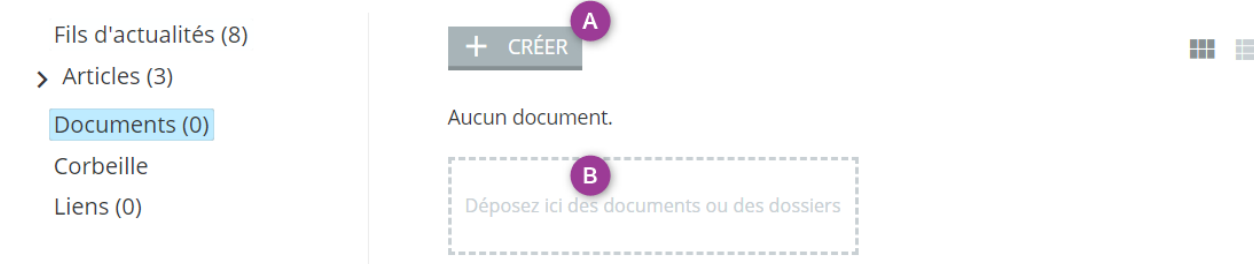 Fils d'actualités (8)
Articles (3)
Documents (0)
Corbeille
Liens (0)
A
+ CRÉER
Aucun document.
B
Déposez ici des documents ou des dossiers